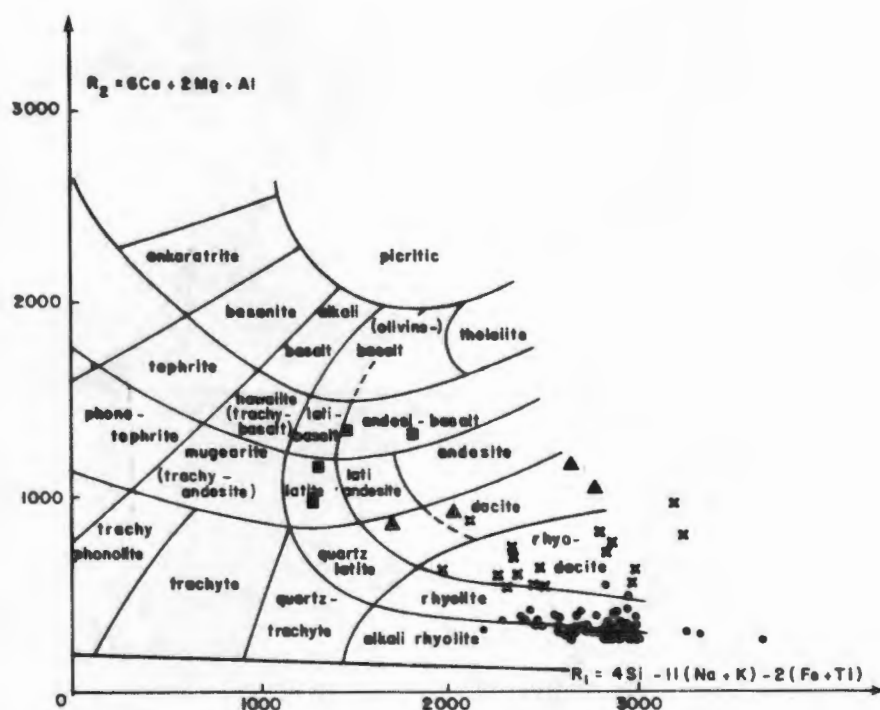 R2 = 6Ca + 2Mg + Al
3000
ankaratrite
picritic
2000
basanite
alkali
basalt
(olivine-)
basalt
tholeiite
tephrite
hawaiite
(trachy-
basalt)
lati-
basalt
andesi-basalt
phono-
tephrite
mugearite
(trachy-
andesite)
andesite
1000
latite
lati
andesite
dacite
trachy
phonolite
trachyte
quartz
latite
rhyo-
dacite
rhyolite
quartz-
trachyte
alkali rhyolite
R1 = 4Si - 11(Na + K) - 2(Fe + Ti)
0
0
1000
2000
3000